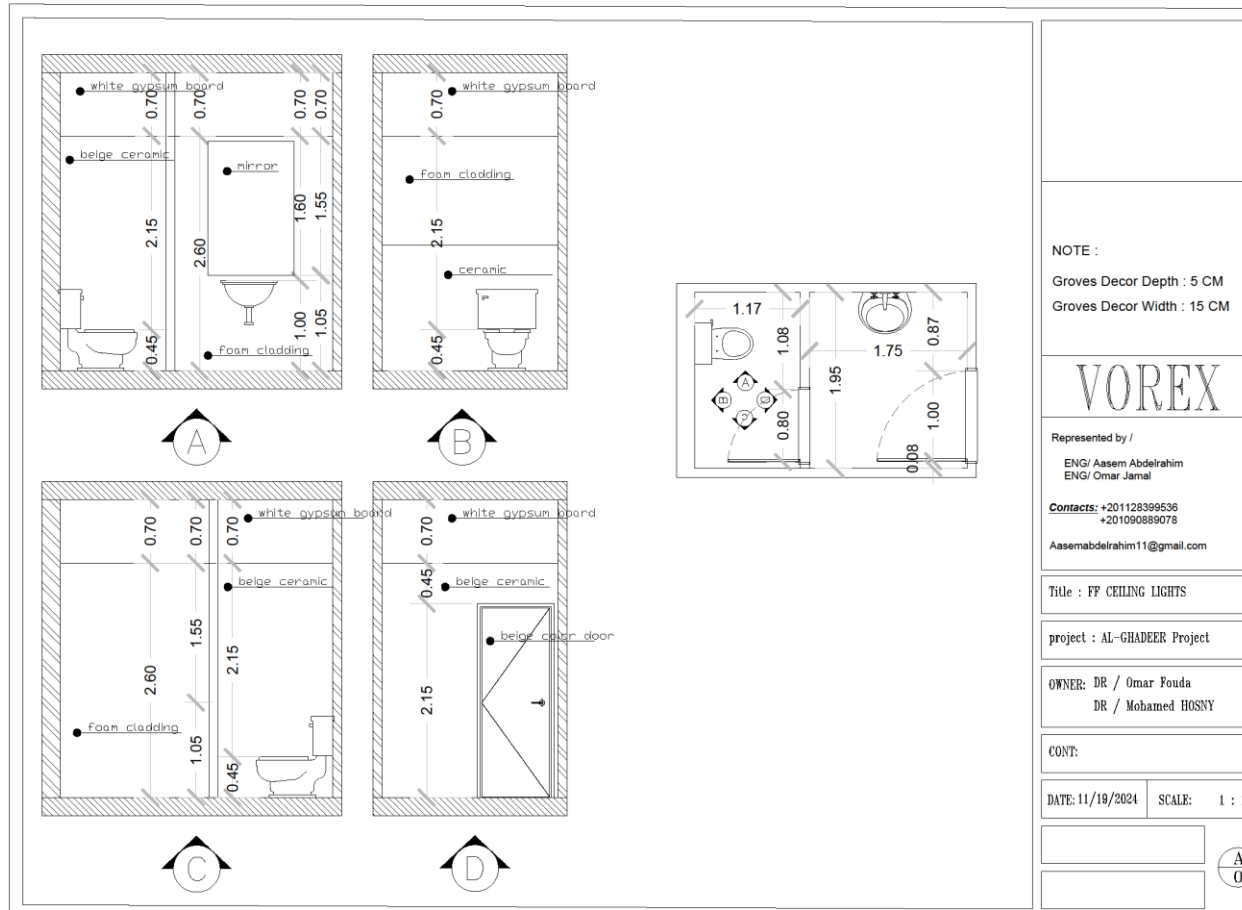 white gypsum board
0.70
0.70
0.70
0.70
beige ceramic
mirror
2.15
2.60
1.60
1.55
0.45
1.00
1.05
foam cladding
A
white gypsum board
0.70
foam cladding
2.15
ceramic
0.45
B
white gypsum board
0.70
0.70
0.70
beige ceramic
1.55
2.60
2.15
foam cladding
1.05
0.45
C
white gypsum board
0.70
0.45
beige ceramic
beige color door
2.15
D
1.17
1.08
0.87
1.75
1.95
A
B
D
C
0.80
1.00
0.08
NOTE :
Groves Decor Depth : 5 CM
Groves Decor Width : 15 CM
VOREX
Represented by /
ENG/ Aasem Abdelrahim
ENG/ Omar Jamal
Contacts: +201128399536
+201090889078
Aasemabdelrahim11@gmail.com
Title : FF CEILING LIGHTS
project : AL-GHADEER Project
OWNER: DR / Omar Fouda
DR / Mohamed HOSNY
CONT:
DATE: 11/19/2024 SCALE: 1 :
A